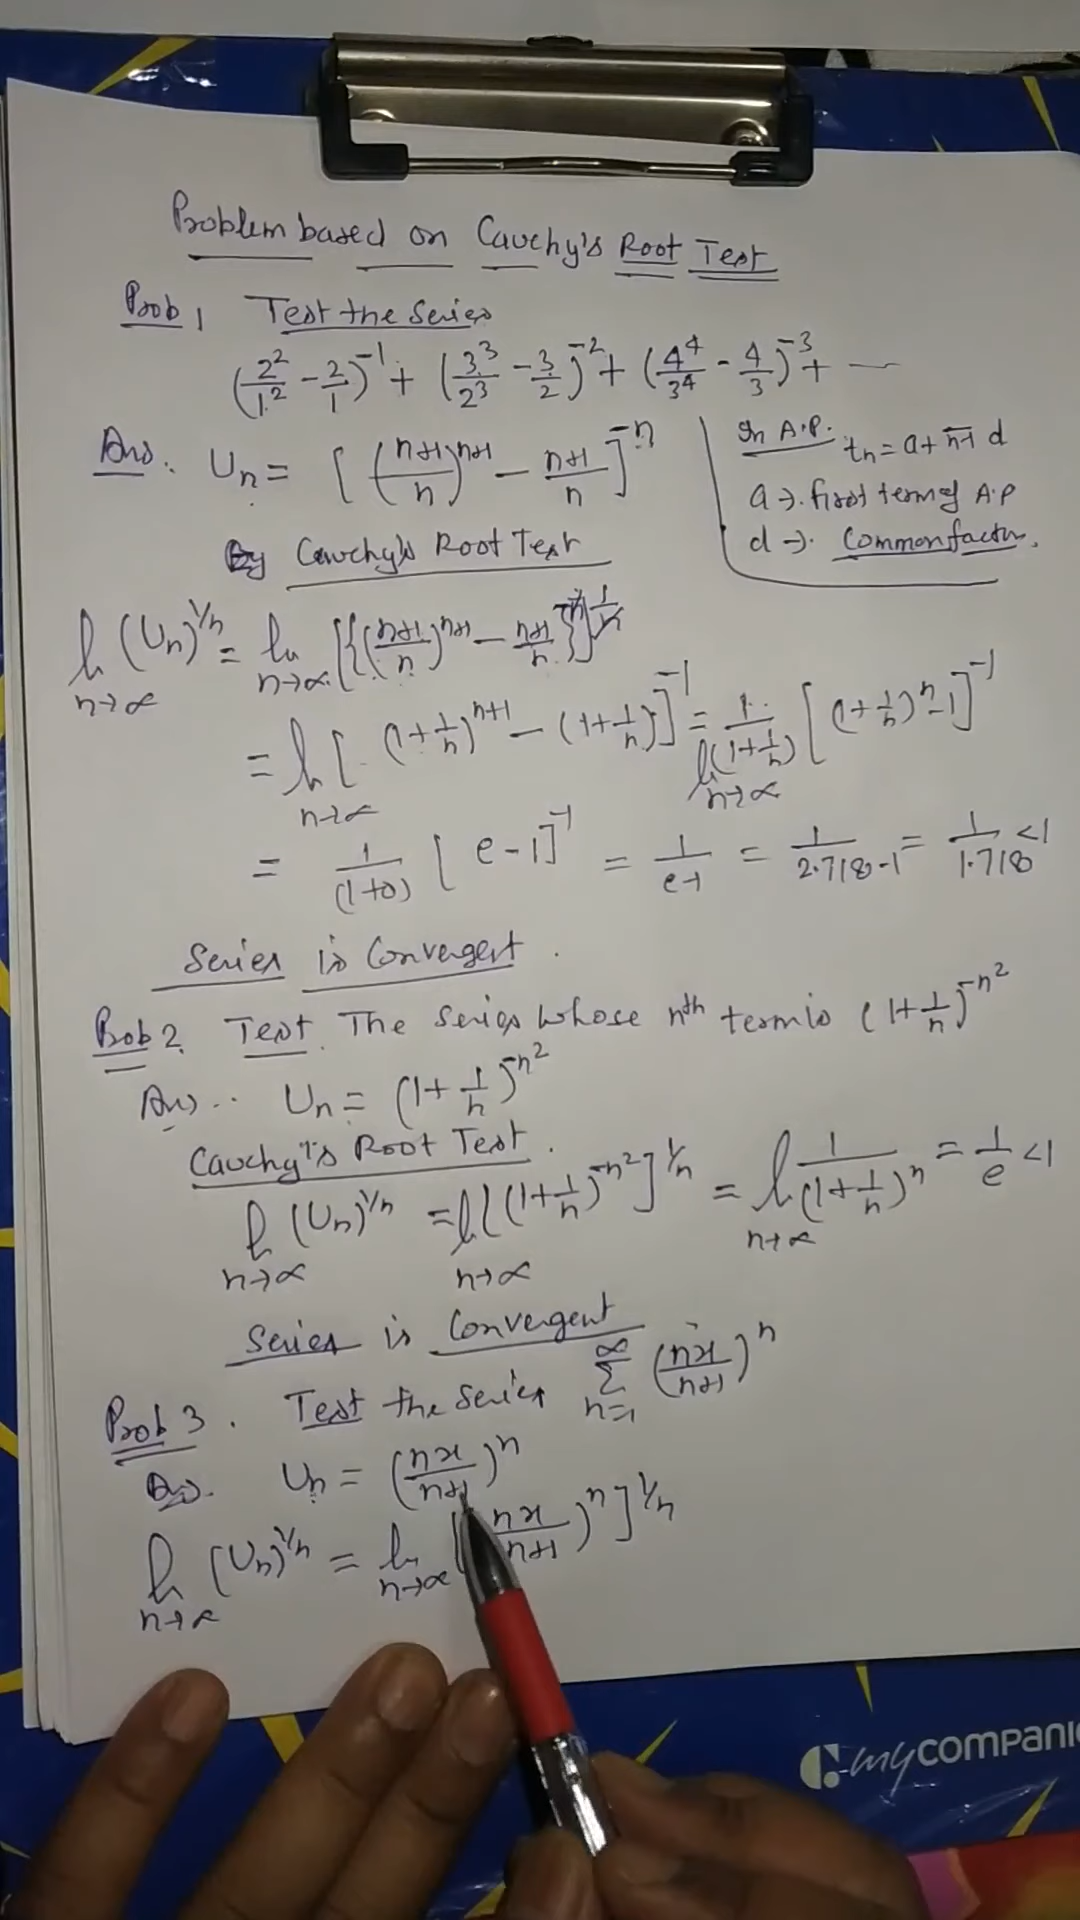 Problem based on Cauchy's Root Test
Prob 1 Test the Series
(2²/1² - 2/1)⁻¹ + (3³/2³ - 3/2)⁻² + (4⁴/3⁴ - 4/3)⁻³ + ---
Ans. Un = [((n+1)/n)ⁿ⁺¹ - (n+1)/n]⁻ⁿ
In A.P. tn = a + (n-1) d
a → first term of A.P
d → Common factor.
By Cauchy's Root Test
lim n→∞ (Un)^1/n = lim n→∞ [{((n+1)/n)ⁿ⁺¹ - (n+1)/n}⁻ⁿ]^1/n
= lim n→∞ [(1+1/n)ⁿ⁺¹ - (1+1/n)]⁻¹ = 1/(lim n→∞ (1+1/n)) [(1+1/n)ⁿ - 1]⁻¹
= 1/(1+0) [e-1]⁻¹ = 1/(e-1) = 1/(2.718-1) = 1/1.718 < 1
Series is Convergent.
Prob 2. Test The Series whose nth term is (1+1/n)^-n²
Ans.. Un = (1+1/n)^-n²
Cauchy's Root Test.
lim n→∞ (Un)^1/n = lim n→∞ [(1+1/n)^-n²]^1/n = lim n→∞ 1/(1+1/n)ⁿ = 1/e < 1
Series is Convergent
Prob 3. Test the Series ∞ Σ n=1 (nx/(n+1))ⁿ
Ans. Un = (nx/(n+1))ⁿ
lim n→∞ (Un)^1/n = lim n→∞ [(nx/(n+1))ⁿ]^1/n